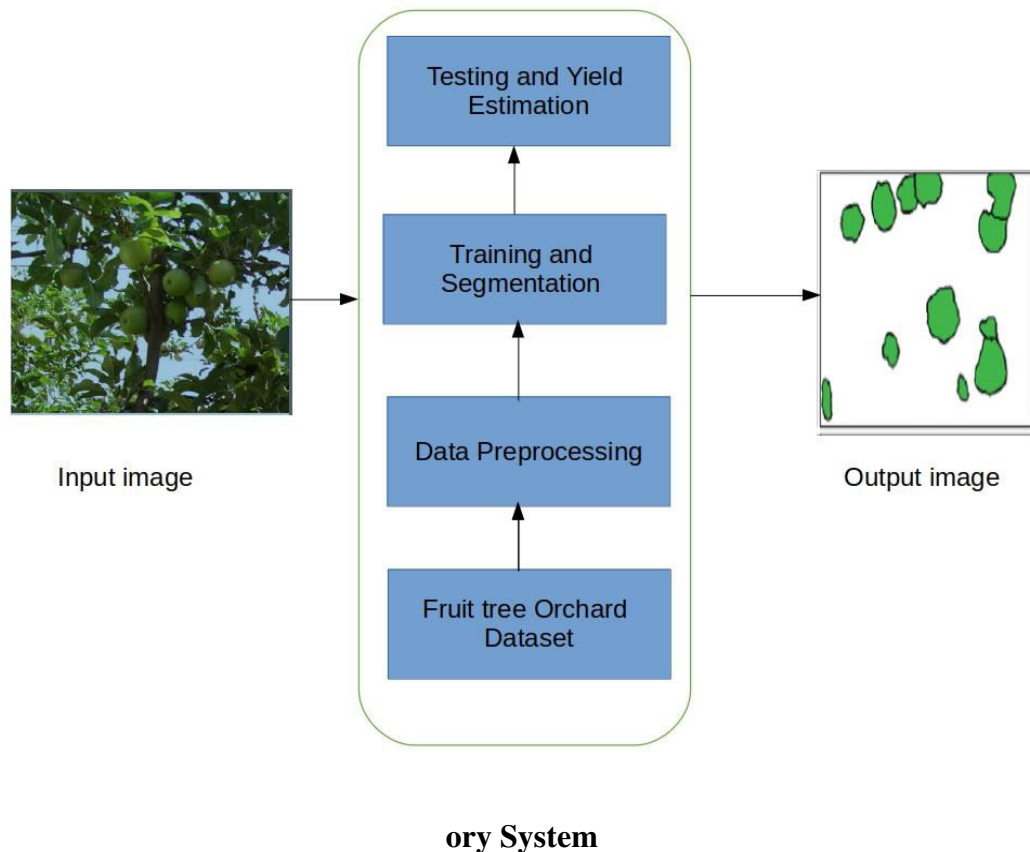 Testing and Yield
Estimation
Training and
Segmentation
Data Preprocessing
Input image
Output image
Fruit tree Orchard
Dataset
ory System